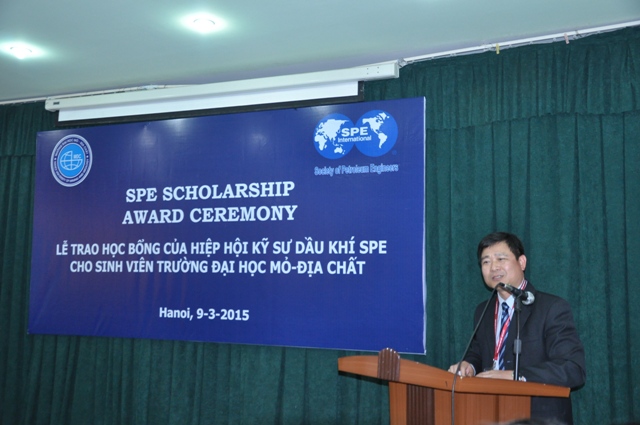 SPE
International
Society of Petroleum Engineers
SPE SCHOLARSHIP
AWARD CEREMONY
LỄ TRAO HỌC BỔNG CỦA HIỆP HỘI KỸ SƯ DẦU KHÍ SPE
CHO SINH VIÊN TRƯỜNG ĐẠI HỌC MỎ-ĐỊA CHẤT
Hanoi, 9-3-2015